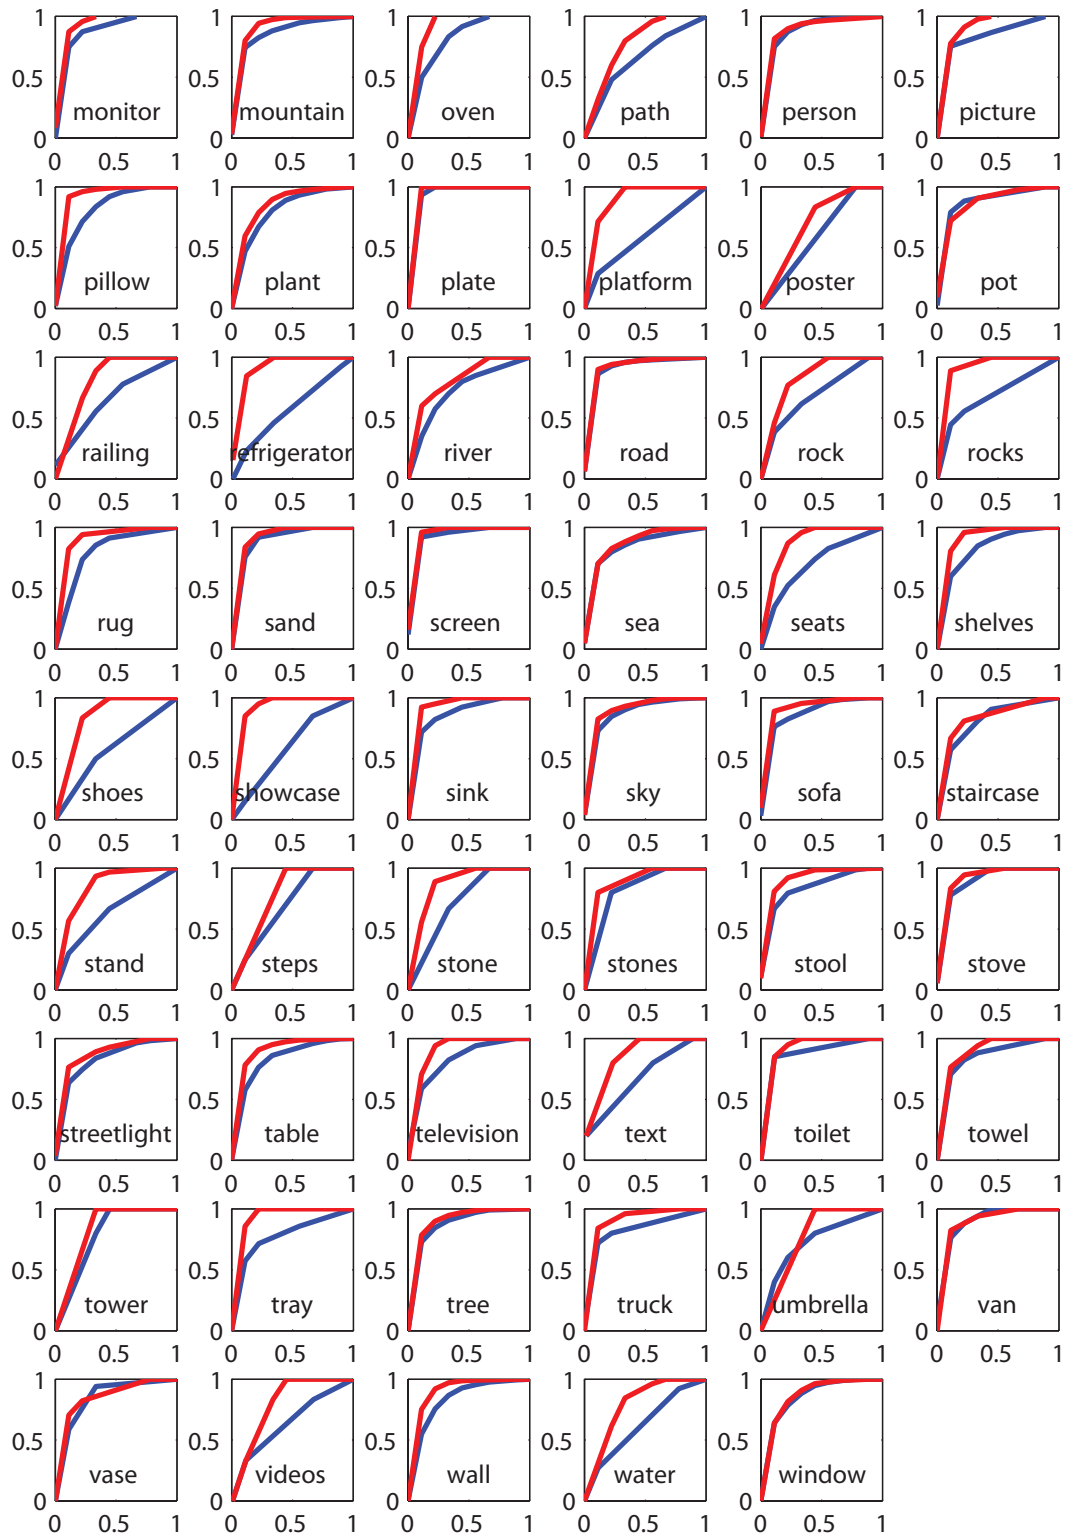 1 1 1 1 1 1
0.5 0.5 0.5 0.5 0.5 0.5
monitor mountain oven path person picture
0 0 0 0 0 0
0 0.5 1 0 0.5 1 0 0.5 1 0 0.5 1 0 0.5 1 0 0.5 1
1 1 1 1 1 1
0.5 0.5 0.5 0.5 0.5 0.5
pillow plant plate platform poster pot
0 0 0 0 0 0
0 0.5 1 0 0.5 1 0 0.5 1 0 0.5 1 0 0.5 1 0 0.5 1
1 1 1 1 1 1
0.5 0.5 0.5 0.5 0.5 0.5
railing refrigerator river road rock rocks
0 0 0 0 0 0
0 0.5 1 0 0.5 1 0 0.5 1 0 0.5 1 0 0.5 1 0 0.5 1
1 1 1 1 1 1
0.5 0.5 0.5 0.5 0.5 0.5
rug sand screen sea seats shelves
0 0 0 0 0 0
0 0.5 1 0 0.5 1 0 0.5 1 0 0.5 1 0 0.5 1 0 0.5 1
1 1 1 1 1 1
0.5 0.5 0.5 0.5 0.5 0.5
shoes showcase sink sky sofa staircase
0 0 0 0 0 0
0 0.5 1 0 0.5 1 0 0.5 1 0 0.5 1 0 0.5 1 0 0.5 1
1 1 1 1 1 1
0.5 0.5 0.5 0.5 0.5 0.5
stand steps stone stones stool stove
0 0 0 0 0 0
0 0.5 1 0 0.5 1 0 0.5 1 0 0.5 1 0 0.5 1 0 0.5 1
1 1 1 1 1 1
0.5 0.5 0.5 0.5 0.5 0.5
streetlight table television text toilet towel
0 0 0 0 0 0
0 0.5 1 0 0.5 1 0 0.5 1 0 0.5 1 0 0.5 1 0 0.5 1
1 1 1 1 1 1
0.5 0.5 0.5 0.5 0.5 0.5
tower tray tree truck umbrella van
0 0 0 0 0 0
0 0.5 1 0 0.5 1 0 0.5 1 0 0.5 1 0 0.5 1 0 0.5 1
1 1 1 1 1
0.5 0.5 0.5 0.5 0.5
vase videos wall water window
0 0 0 0 0
0 0.5 1 0 0.5 1 0 0.5 1 0 0.5 1 0 0.5 1